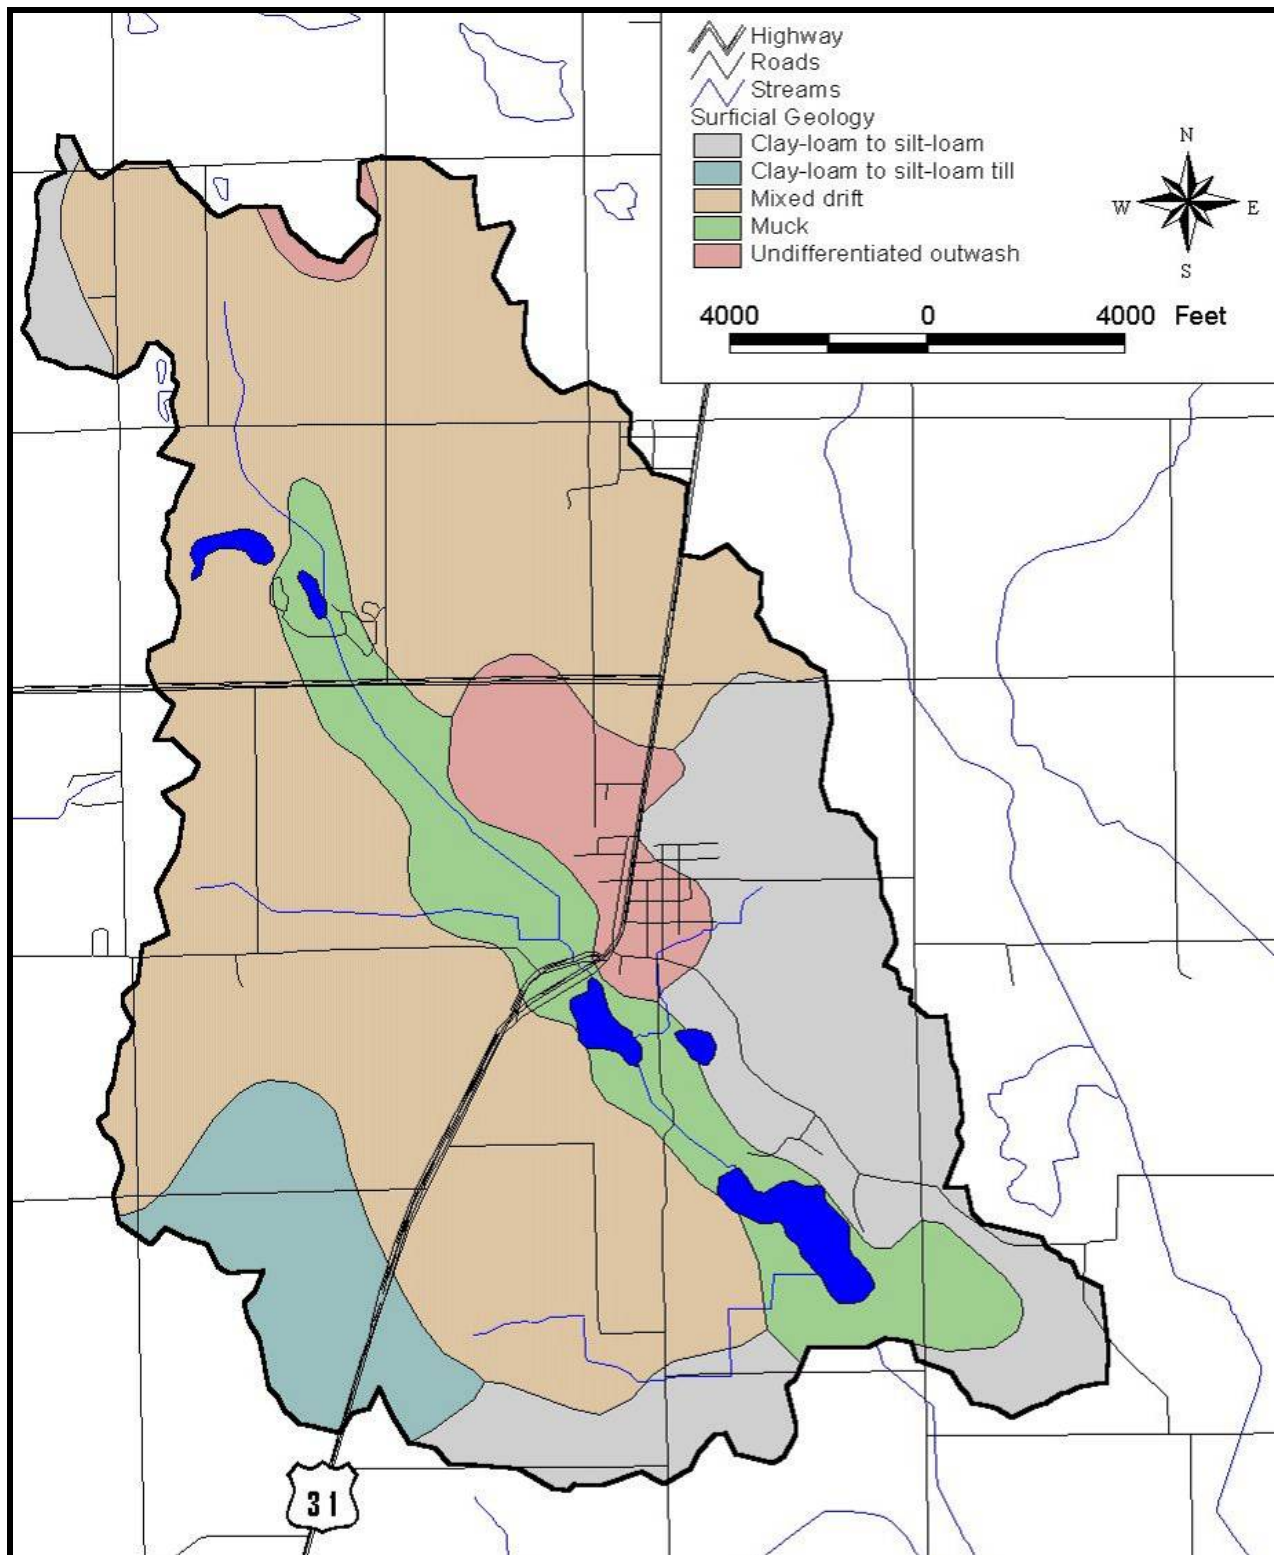 Highway
Roads
Streams
Surficial Geology
Clay-loam to silt-loam
Clay-loam to silt-loam till
Mixed drift
Muck
Undifferentiated outwash
N
W E
S
4000 0 4000 Feet
31